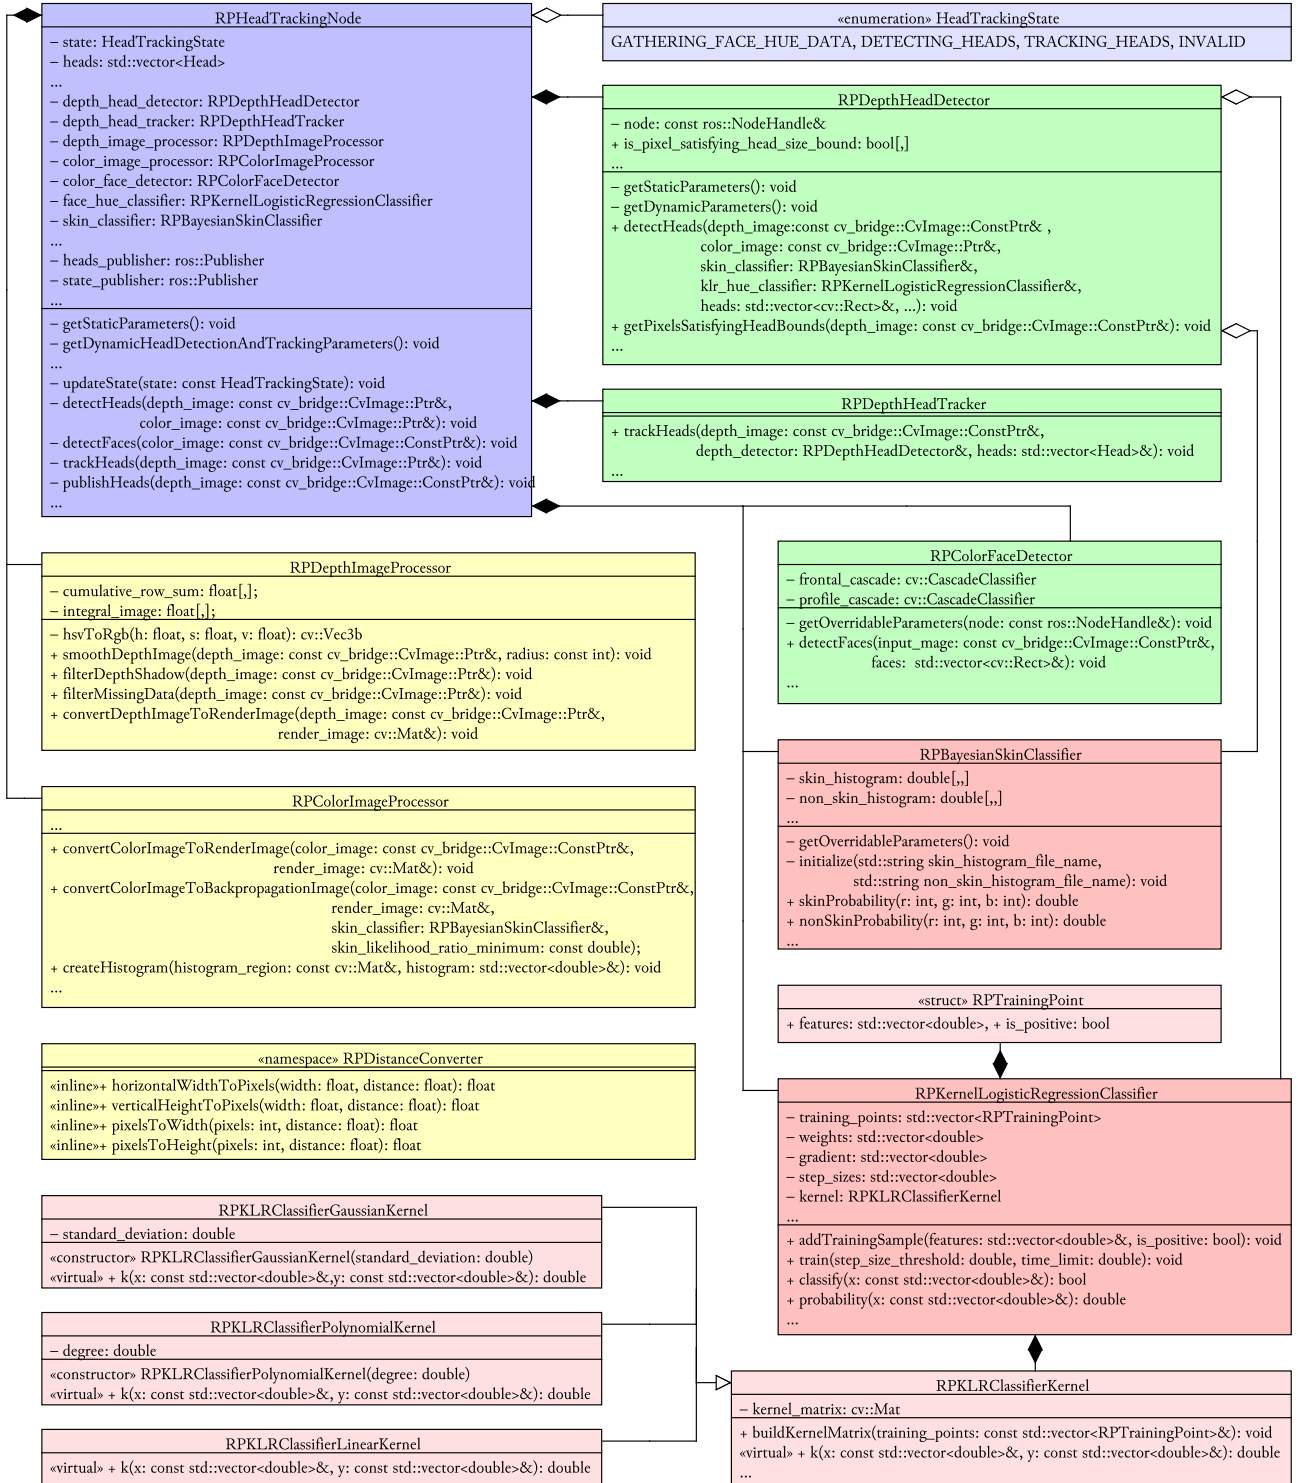 RPHeadTrackingNode
– state: HeadTrackingState
– heads: std::vector<Head>
...
– depth_head_detector: RPDepthHeadDetector
– depth_head_tracker: RPDepthHeadTracker
– depth_image_processor: RPDepthImageProcessor
– color_image_processor: RPColorImageProcessor
– color_face_detector: RPColorFaceDetector
– face_hue_classifier: RPKernelLogisticRegressionClassifier
– skin_classifier: RPBayesianSkinClassifier
...
– heads_publisher: ros::Publisher
– state_publisher: ros::Publisher
...
– getStaticParameters(): void
– getDynamicHeadDetectionAndTrackingParameters(): void
...
– updateState(state: const HeadTrackingState): void
– detectHeads(depth_image: const cv_bridge::CvImage::Ptr&,
color_image: const cv_bridge::CvImage::Ptr&): void
– detectFaces(color_image: const cv_bridge::CvImage::ConstPtr&): void
– trackHeads(depth_image: const cv_bridge::CvImage::Ptr&): void
– publishHeads(depth_image: const cv_bridge::CvImage::ConstPtr&): void
...
«enumeration» HeadTrackingState
GATHERING_FACE_HUE_DATA, DETECTING_HEADS, TRACKING_HEADS, INVALID
RPDepthHeadDetector
– node: const ros::NodeHandle&
+ is_pixel_satisfying_head_size_bound: bool[,]
...
– getStaticParameters(): void
– getDynamicParameters(): void
+ detectHeads(depth_image:const cv_bridge::CvImage::ConstPtr& ,
color_image: const cv_bridge::CvImage::Ptr&,
skin_classifier: RPBayesianSkinClassifier&,
klr_hue_classifier: RPKernelLogisticRegressionClassifier&,
heads: std::vector<cv::Rect>&, ...): void
+ getPixelsSatisfyingHeadBounds(depth_image: const cv_bridge::CvImage::ConstPtr&): void
...
RPDepthHeadTracker
+ trackHeads(depth_image: const cv_bridge::CvImage::ConstPtr&,
depth_detector: RPDepthHeadDetector&, heads: std::vector<Head>&): void
...
RPColorFaceDetector
– frontal_cascade: cv::CascadeClassifier
– profile_cascade: cv::CascadeClassifier
– getOverridableParameters(node: const ros::NodeHandle&): void
+ detectFaces(input_mage: const cv_bridge::CvImage::ConstPtr&,
faces: std::vector<cv::Rect>&): void
...
RPDepthImageProcessor
– cumulative_row_sum: float[,];
– integral_image: float[,];
– hsvToRgb(h: float, s: float, v: float): cv::Vec3b
+ smoothDepthImage(depth_image: const cv_bridge::CvImage::Ptr&, radius: const int): void
+ filterDepthShadow(depth_image: const cv_bridge::CvImage::Ptr&): void
+ filterMissingData(depth_image: const cv_bridge::CvImage::Ptr&): void
+ convertDepthImageToRenderImage(depth_image: const cv_bridge::CvImage::Ptr&,
render_image: cv::Mat&): void
RPBayesianSkinClassifier
– skin_histogram: double[,,]
– non_skin_histogram: double[,,]
...
– getOverridableParameters(): void
– initialize(std::string skin_histogram_file_name,
std::string non_skin_histogram_file_name): void
+ skinProbability(r: int, g: int, b: int): double
+ nonSkinProbability(r: int, g: int, b: int): double
...
RPColorImageProcessor
...
+ convertColorImageToRenderImage(color_image: const cv_bridge::CvImage::ConstPtr&,
render_image: cv::Mat&): void
+ convertColorImageToBackpropagationImage(color_image: const cv_bridge::CvImage::ConstPtr&,
render_image: cv::Mat&,
skin_classifier: RPBayesianSkinClassifier&,
skin_likelihood_ratio_minimum: const double);
+ createHistogram(histogram_region: const cv::Mat&, histogram: std::vector<double>&): void
...
«struct» RPTrainingPoint
+ features: std::vector<double>, + is_positive: bool
«namespace» RPDistanceConverter
«inline»+ horizontalWidthToPixels(width: float, distance: float): float
«inline»+ verticalHeightToPixels(width: float, distance: float): float
«inline»+ pixelsToWidth(pixels: int, distance: float): float
«inline»+ pixelsToHeight(pixels: int, distance: float): float
RPKernelLogisticRegressionClassifier
– training_points: std::vector<RPTrainingPoint>
– weights: std::vector<double>
– gradient: std::vector<double>
– step_sizes: std::vector<double>
– kernel: RPKLRClassifierKernel
...
+ addTrainingSample(features: std::vector<double>&, is_positive: bool): void
+ train(step_size_threshold: double, time_limit: double): void
+ classify(x: const std::vector<double>&): bool
+ probability(x: const std::vector<double>&): double
...
RPKLRClassifierGaussianKernel
– standard_deviation: double
«constructor» RPKLRClassifierGaussianKernel(standard_deviation: double)
«virtual» + k(x: const std::vector<double>&,y: const std::vector<double>&): double
RPKLRClassifierPolynomialKernel
– degree: double
«constructor» RPKLRClassifierPolynomialKernel(degree: double)
«virtual» + k(x: const std::vector<double>&, y: const std::vector<double>&): double
RPKLRClassifierLinearKernel
«virtual» + k(x: const std::vector<double>&, y: const std::vector<double>&): double
RPKLRClassifierKernel
– kernel_matrix: cv::Mat
+ buildKernelMatrix(training_points: const std::vector<RPTrainingPoint>&): void
«virtual» + k(x: const std::vector<double>&, y: const std::vector<double>&): double
...